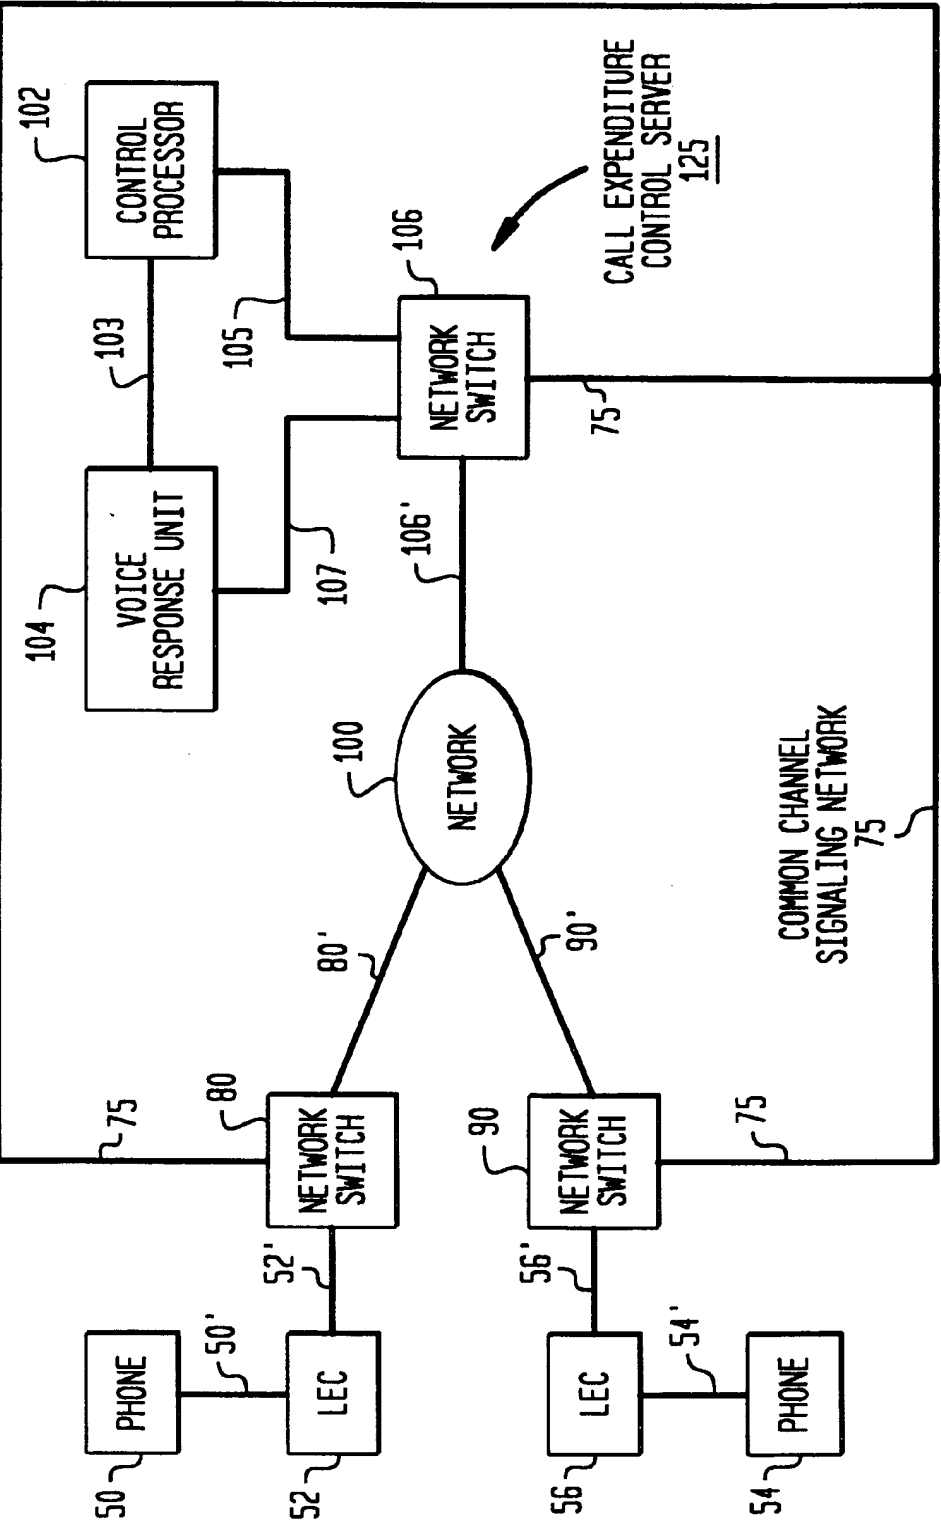 50
PHONE
50'
52
LEC
52'
75
80
NETWORK
SWITCH
80'
104
VOICE
RESPONSE UNIT
103
102
CONTROL
PROCESSOR
107
105
100
NETWORK
106'
106
NETWORK
SWITCH
75
CALL EXPENDITURE
CONTROL SERVER
125
56
LEC
56'
90
NETWORK
SWITCH
90'
54
PHONE
54'
75
COMMON CHANNEL
SIGNALING NETWORK
75